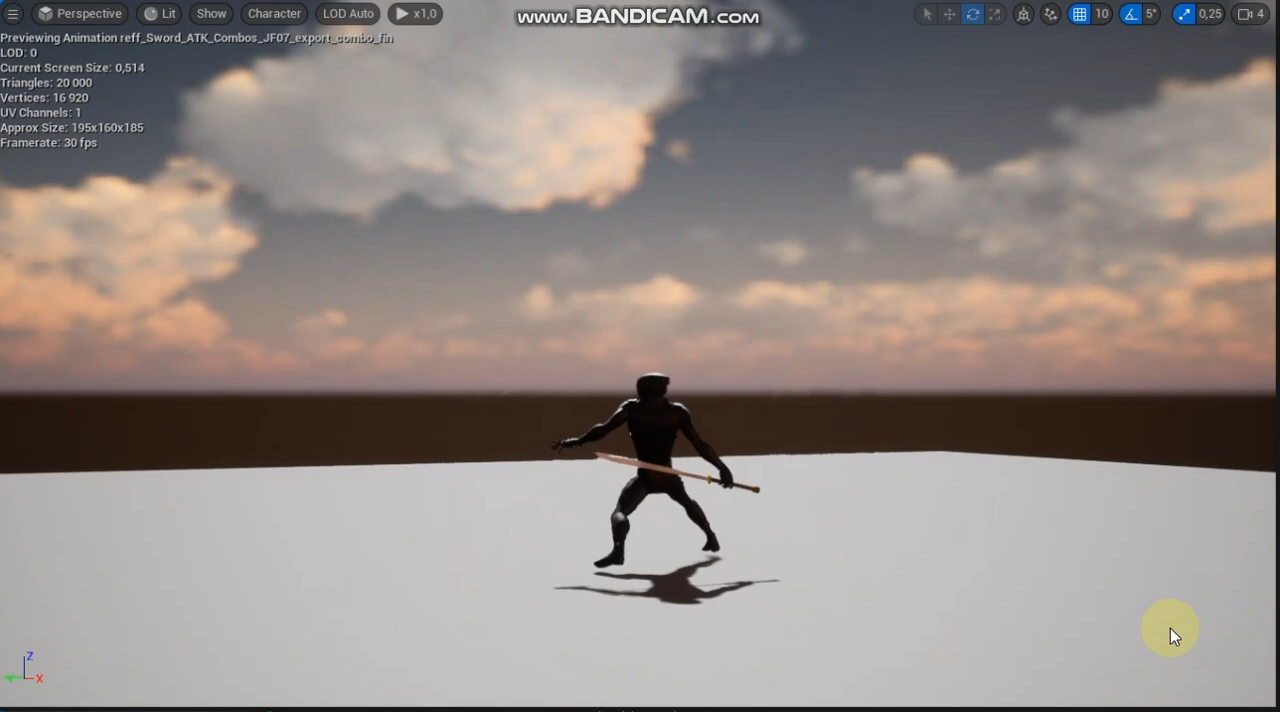 Perspective Lit Show Character LOD Auto x1,0 www.BANDICAM.com 10 5° 0,25 4
Previewing Animation reff_Sword_ATK_Combos_JF07_export_combo_fin
LOD: 0
Current Screen Size: 0,514
Triangles: 20 000
Vertices: 16 920
UV Channels: 1
Approx Size: 195x160x185
Framerate: 30 fps
Z
Y X